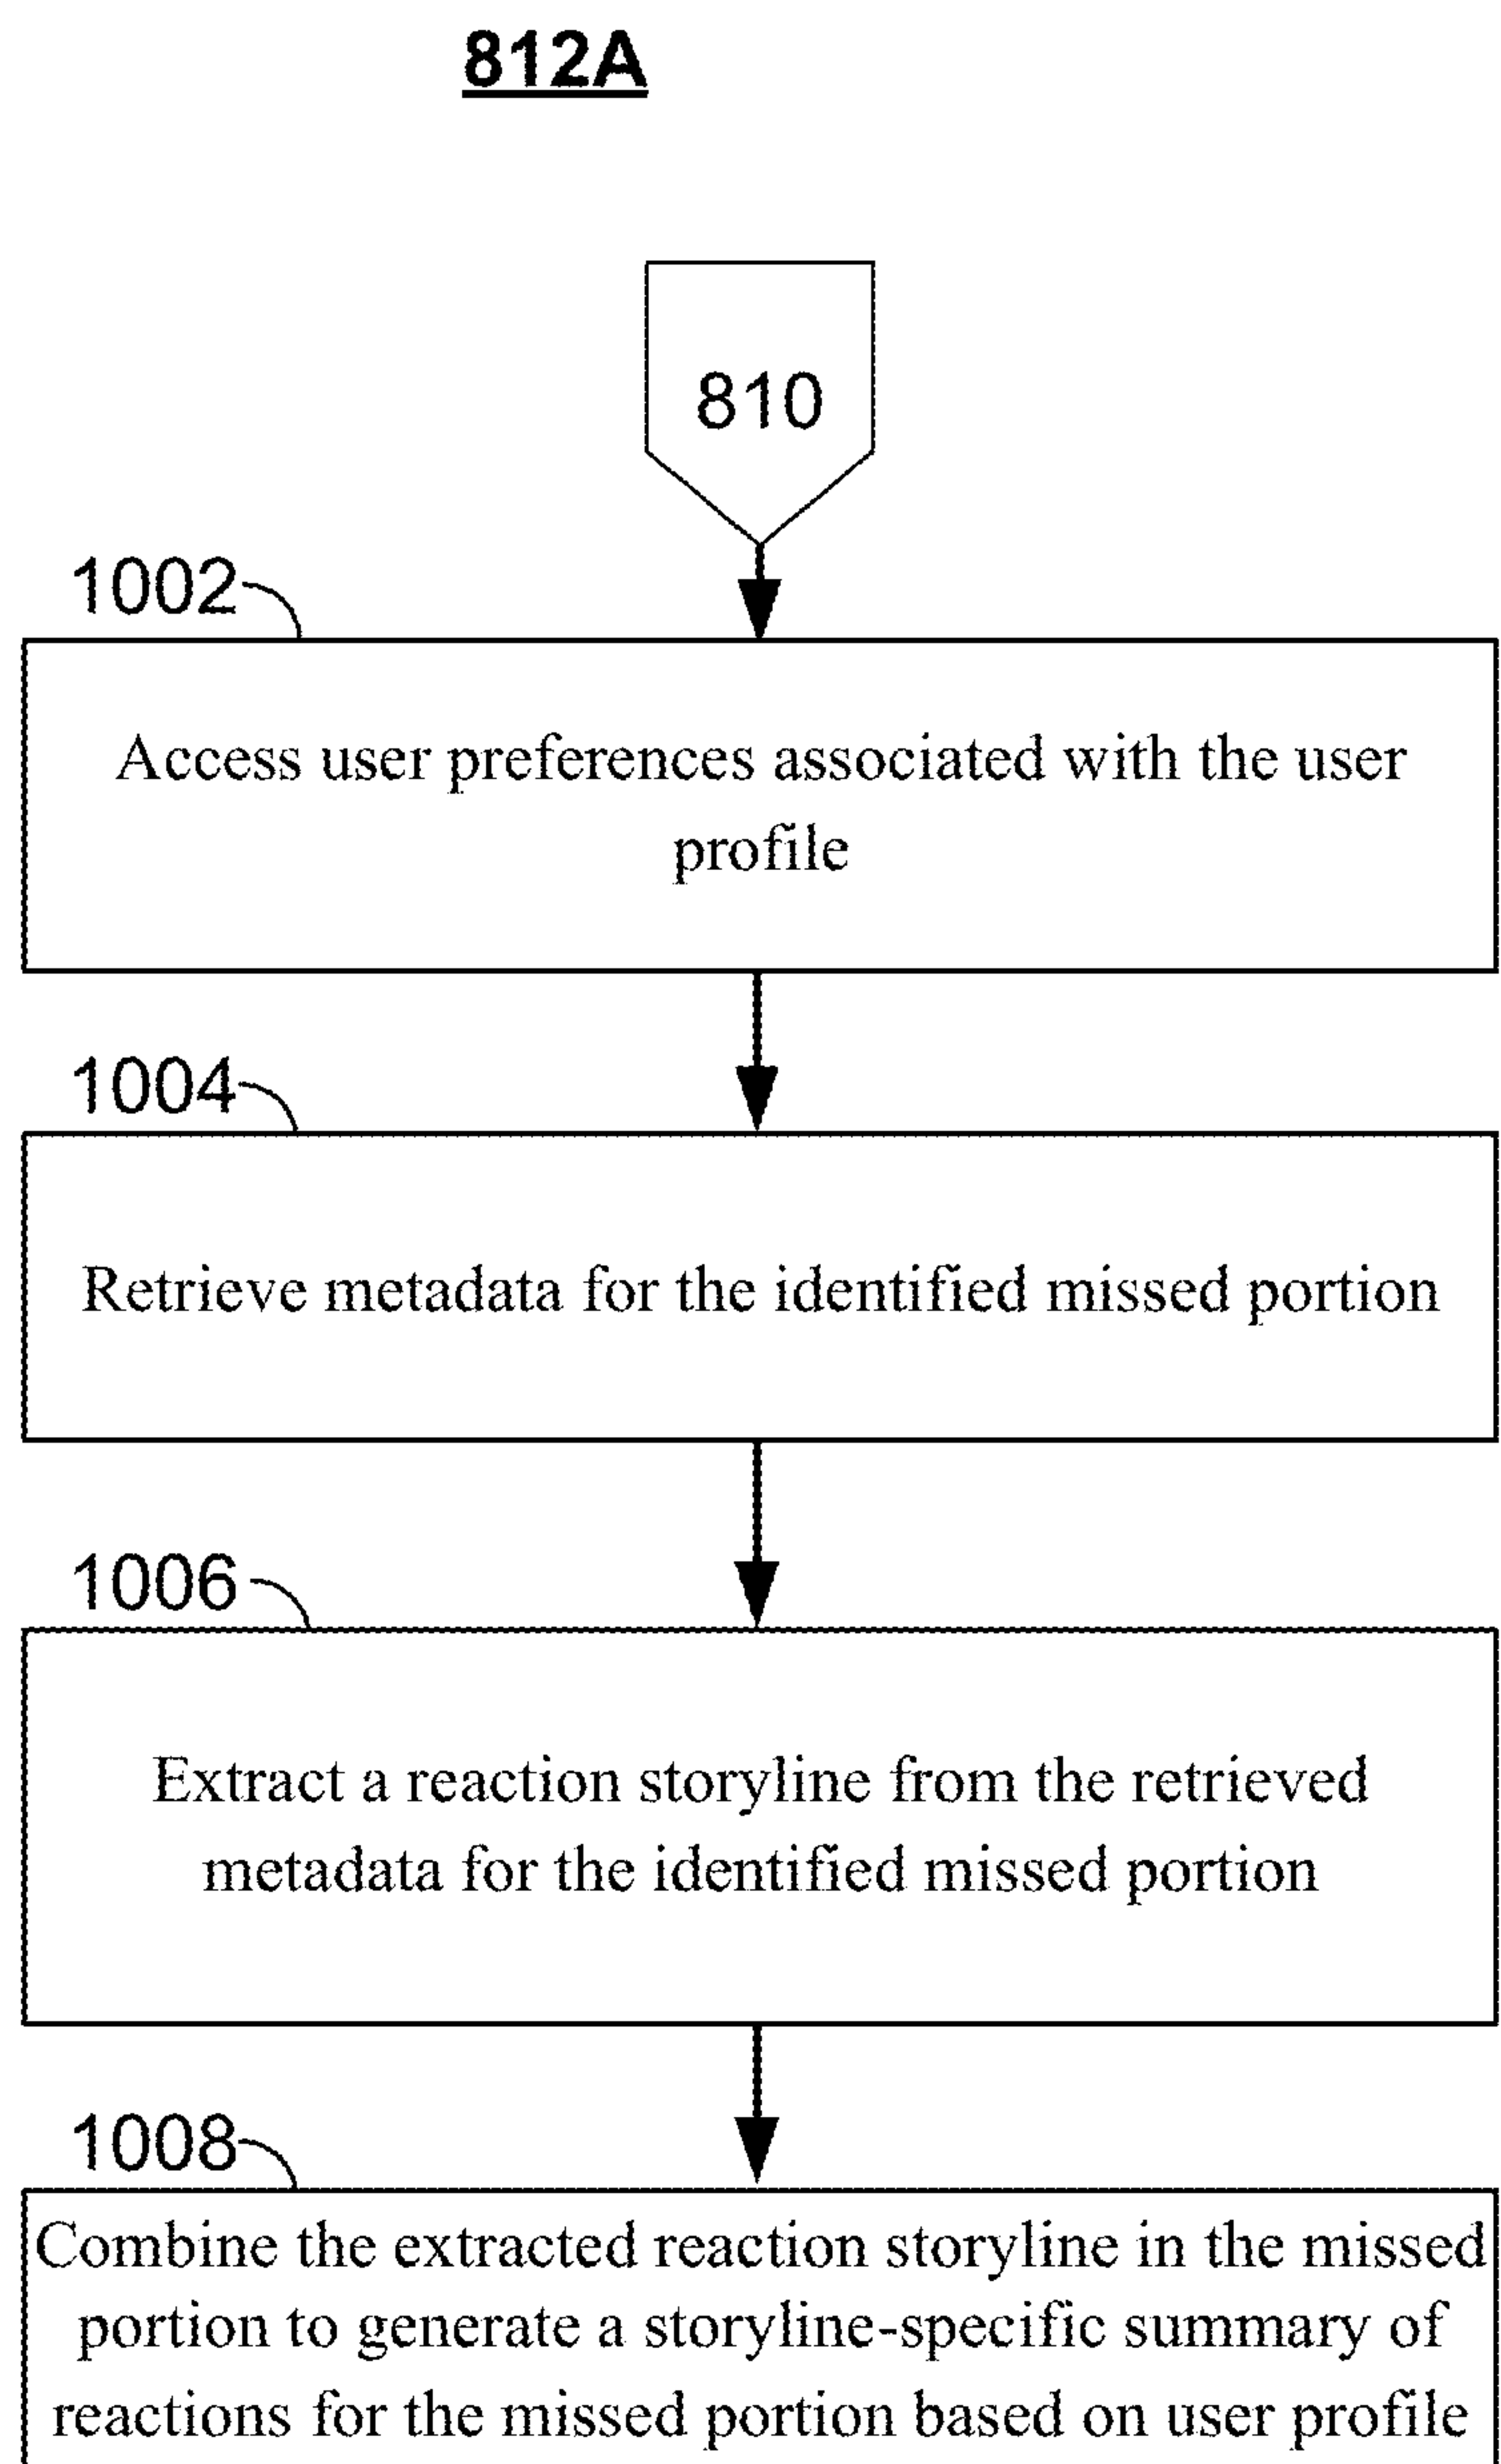 812A
810
1002
Access user preferences associated with the user
profile
1004
Retrieve metadata for the identified missed portion
1006
Extract a reaction storyline from the retrieved
metadata for the identified missed portion
1008
Combine the extracted reaction storyline in the missed
portion to generate a storyline-specific summary of
reactions for the missed portion based on user profile